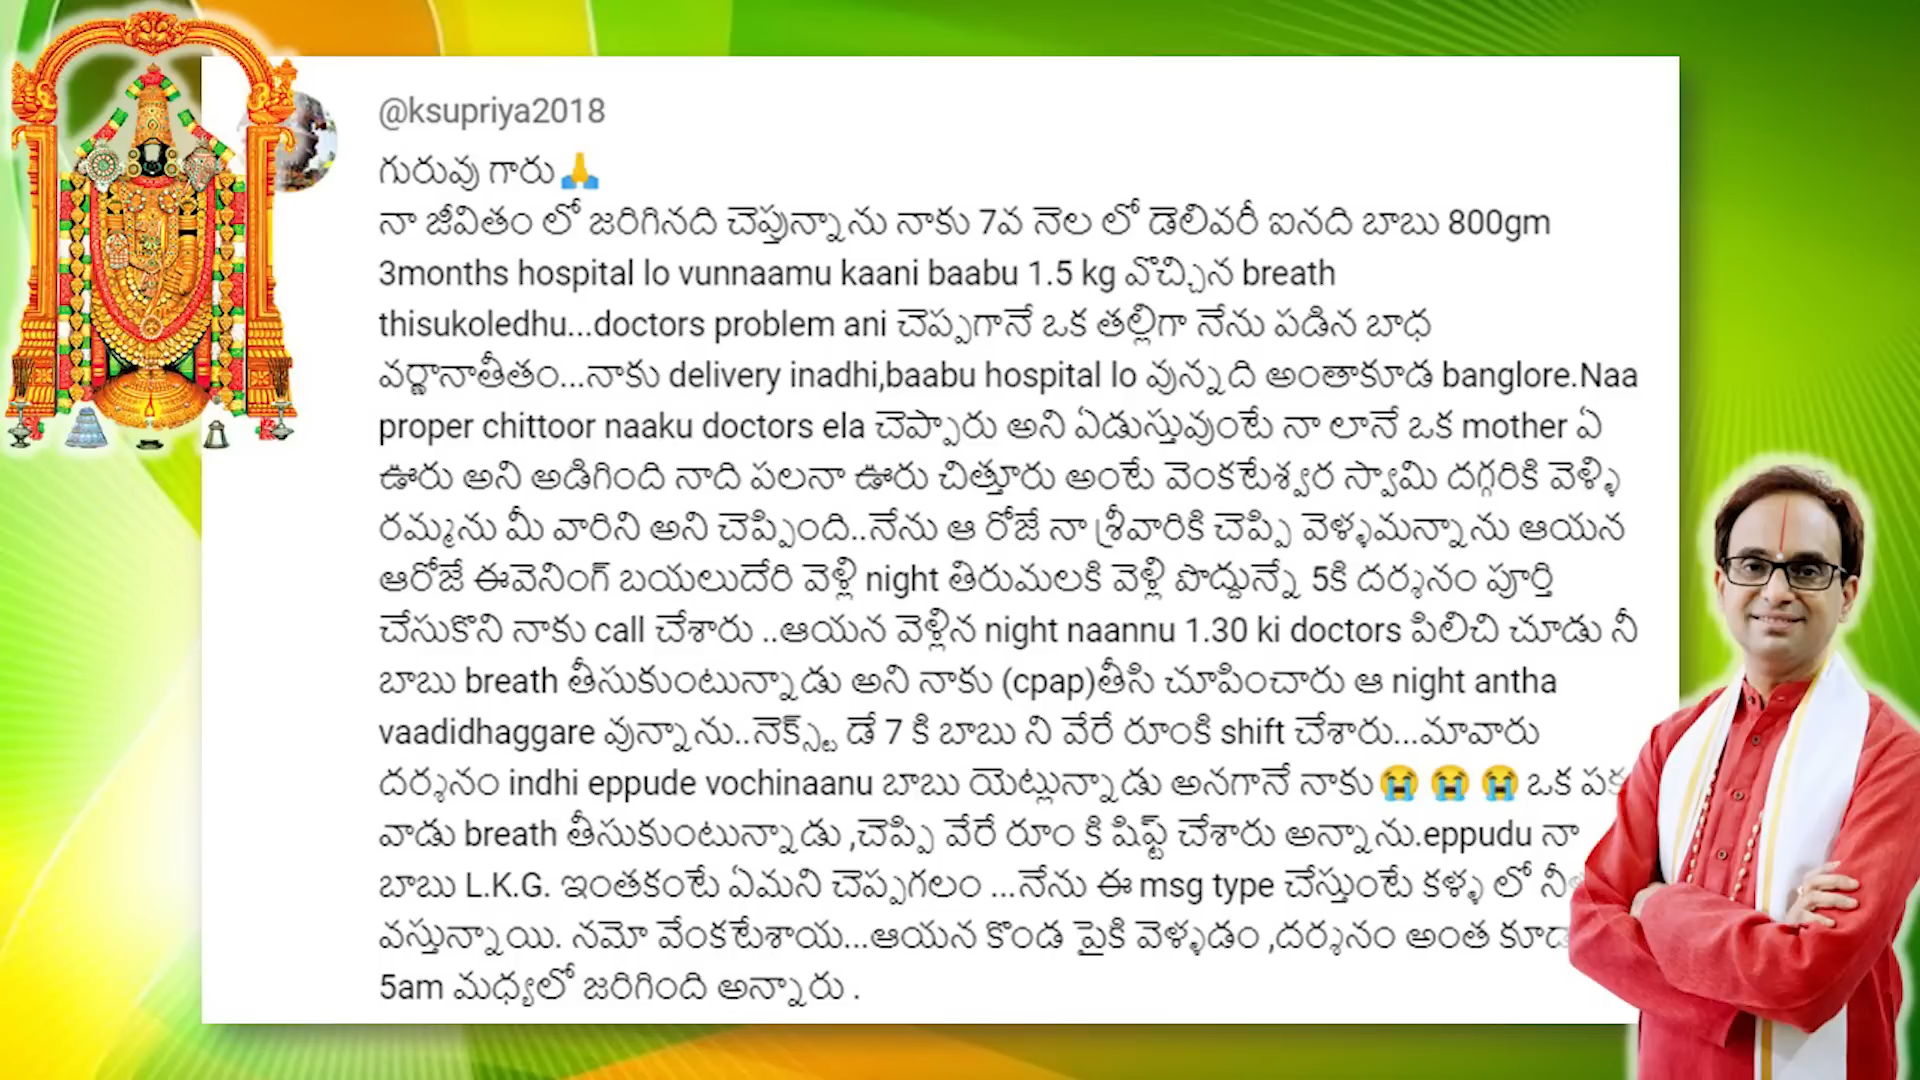 @ksupriya2018
గురువు గారు🙏
నా జీవితం లో జరిగినది చెప్తున్నాను నాకు 7వ నెల లో డెలివరీ ఐనది బాబు 800gm
3months hospital lo vunnaamu kaani baabu 1.5 kg వొచ్చిన breath
thisukoledhu...doctors problem ani చెప్పగానే ఒక తల్లిగా నేను పడిన బాధ
వర్ణానాతీతం...నాకు delivery inadhi,baabu hospital lo వున్నది అంతాకూడ banglore.Naa
proper chittoor naaku doctors ela చెప్పారు అని ఏడుస్తువుంటే నా లానే ఒక mother ఏ
ఊరు అని అడిగింది నాది పలనా ఊరు చిత్తూరు అంటే వెంకటేశ్వర స్వామి దగ్గరికి వెళ్ళి
రమ్మను మీ వారిని అని చెప్పింది..నేను ఆ రోజే నా శ్రీవారికి చెప్పి వెళ్ళమన్నాను ఆయన
ఆరోజే ఈవెనింగ్ బయలుదేరి వెళ్లి night తిరుమలకి వెళ్లి పొద్దున్నే 5కి దర్శనం పూర్తి
చేసుకొని నాకు call చేశారు ..ఆయన వెళ్లిన night naannu 1.30 ki doctors పిలిచి చూడు నీ
బాబు breath తీసుకుంటున్నాడు అని నాకు (cpap)తీసి చూపించారు ఆ night antha
vaadidhaggare వున్నాను..నెక్స్ట్ డే 7 కి బాబు ని వేరే రూంకి shift చేశారు...మావారు
దర్శనం indhi eppude vochinaanu బాబు యెట్లున్నాడు అనగానే నాకు😭😭😭 ఒక
వాడు breath తీసుకుంటున్నాడు ,చెప్పి వేరే రూం కి షిఫ్ట్ చేశారు అన్నాను.eppudu నా
బాబు L.K.G. ఇంతకంటే ఏమని చెప్పగలం ...నేను ఈ msg type చేస్తుంటే కళ్ళ లో
వస్తున్నాయి. నమో వేంకటేశాయ...ఆయన కొండ పైకి వెళ్ళడం ,దర్శనం అంత
5am మధ్యలో జరిగింది అన్నారు .